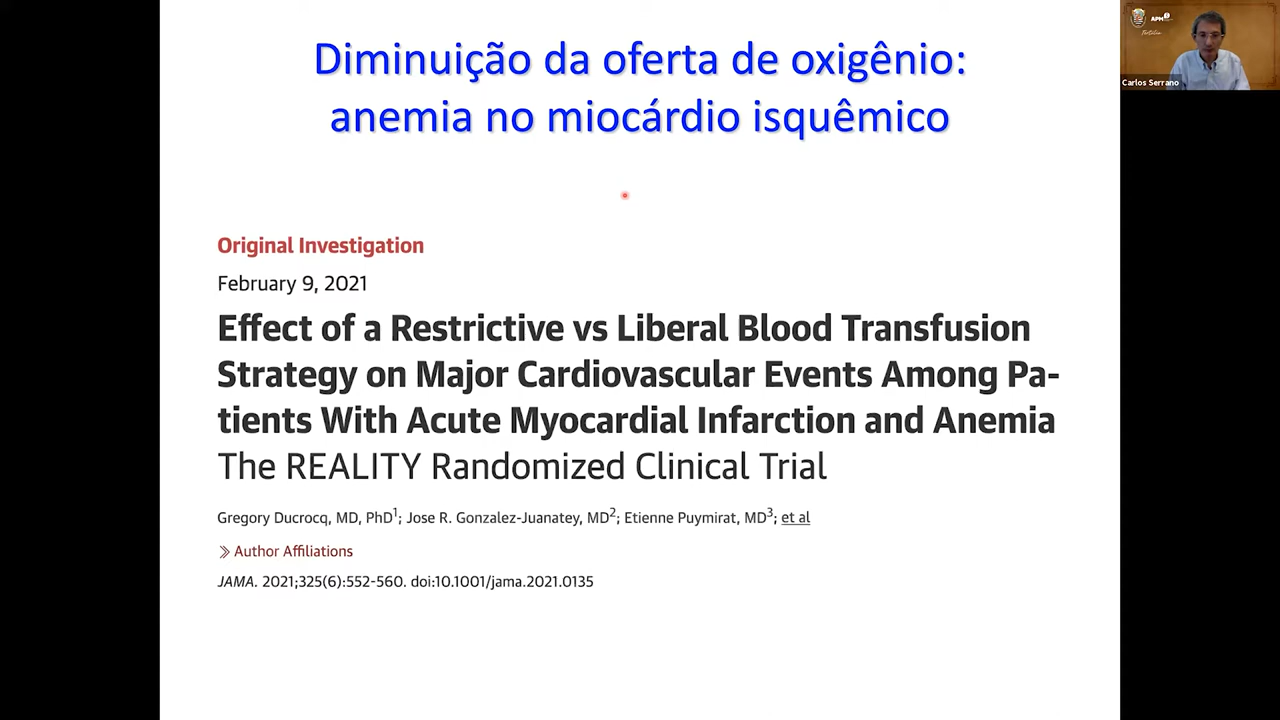 Diminuição da oferta de oxigênio:
anemia no miocárdio isquêmico
Original Investigation
February 9, 2021
Effect of a Restrictive vs Liberal Blood Transfusion
Strategy on Major Cardiovascular Events Among Pa-
tients With Acute Myocardial Infarction and Anemia
The REALITY Randomized Clinical Trial
Gregory Ducrocq, MD, PhD1; Jose R. Gonzalez-Juanatey, MD2; Etienne Puymirat, MD3; et al
Author Affiliations
JAMA. 2021;325(6):552-560. doi:10.1001/jama.2021.0135
APM
Carlos Serrano